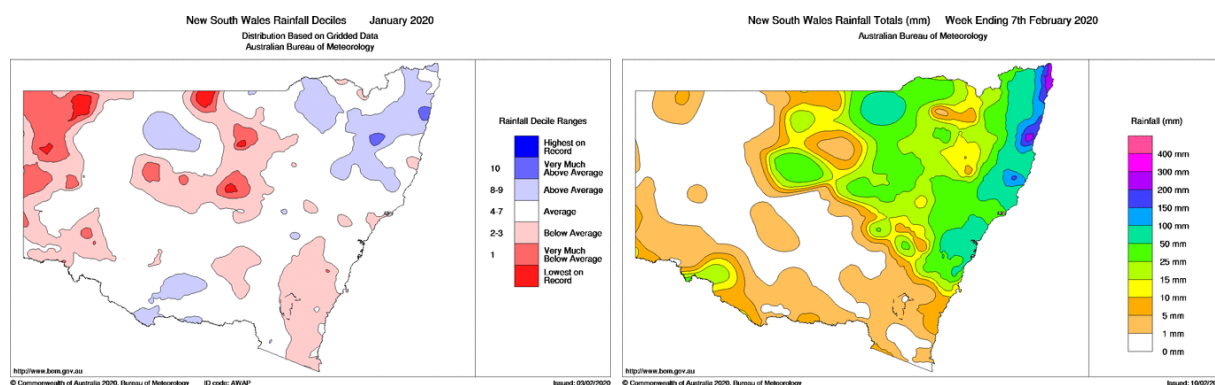 New South Wales Rainfall Deciles January 2020
Distribution Based on Gridded Data
Australian Bureau of Meteorology
Rainfall Decile Ranges
Highest on
Record
10
Very Much
Above Average
8-9
Above Average
4-7
Average
2-3
Below Average
1
Very Much
Below Average
Lowest on
Record
http://www.bom.gov.au
© Commonwealth of Australia 2020, Bureau of Meteorology ID code: AWAP Issued: 03/02/2020
New South Wales Rainfall Totals (mm) Week Ending 7th February 2020
Australian Bureau of Meteorology
Rainfall (mm)
400 mm
300 mm
200 mm
150 mm
100 mm
50 mm
25 mm
15 mm
10 mm
5 mm
1 mm
0 mm
http://www.bom.gov.au
© Commonwealth of Australia 2020, Bureau of Meteorology Issued: 10/02/20